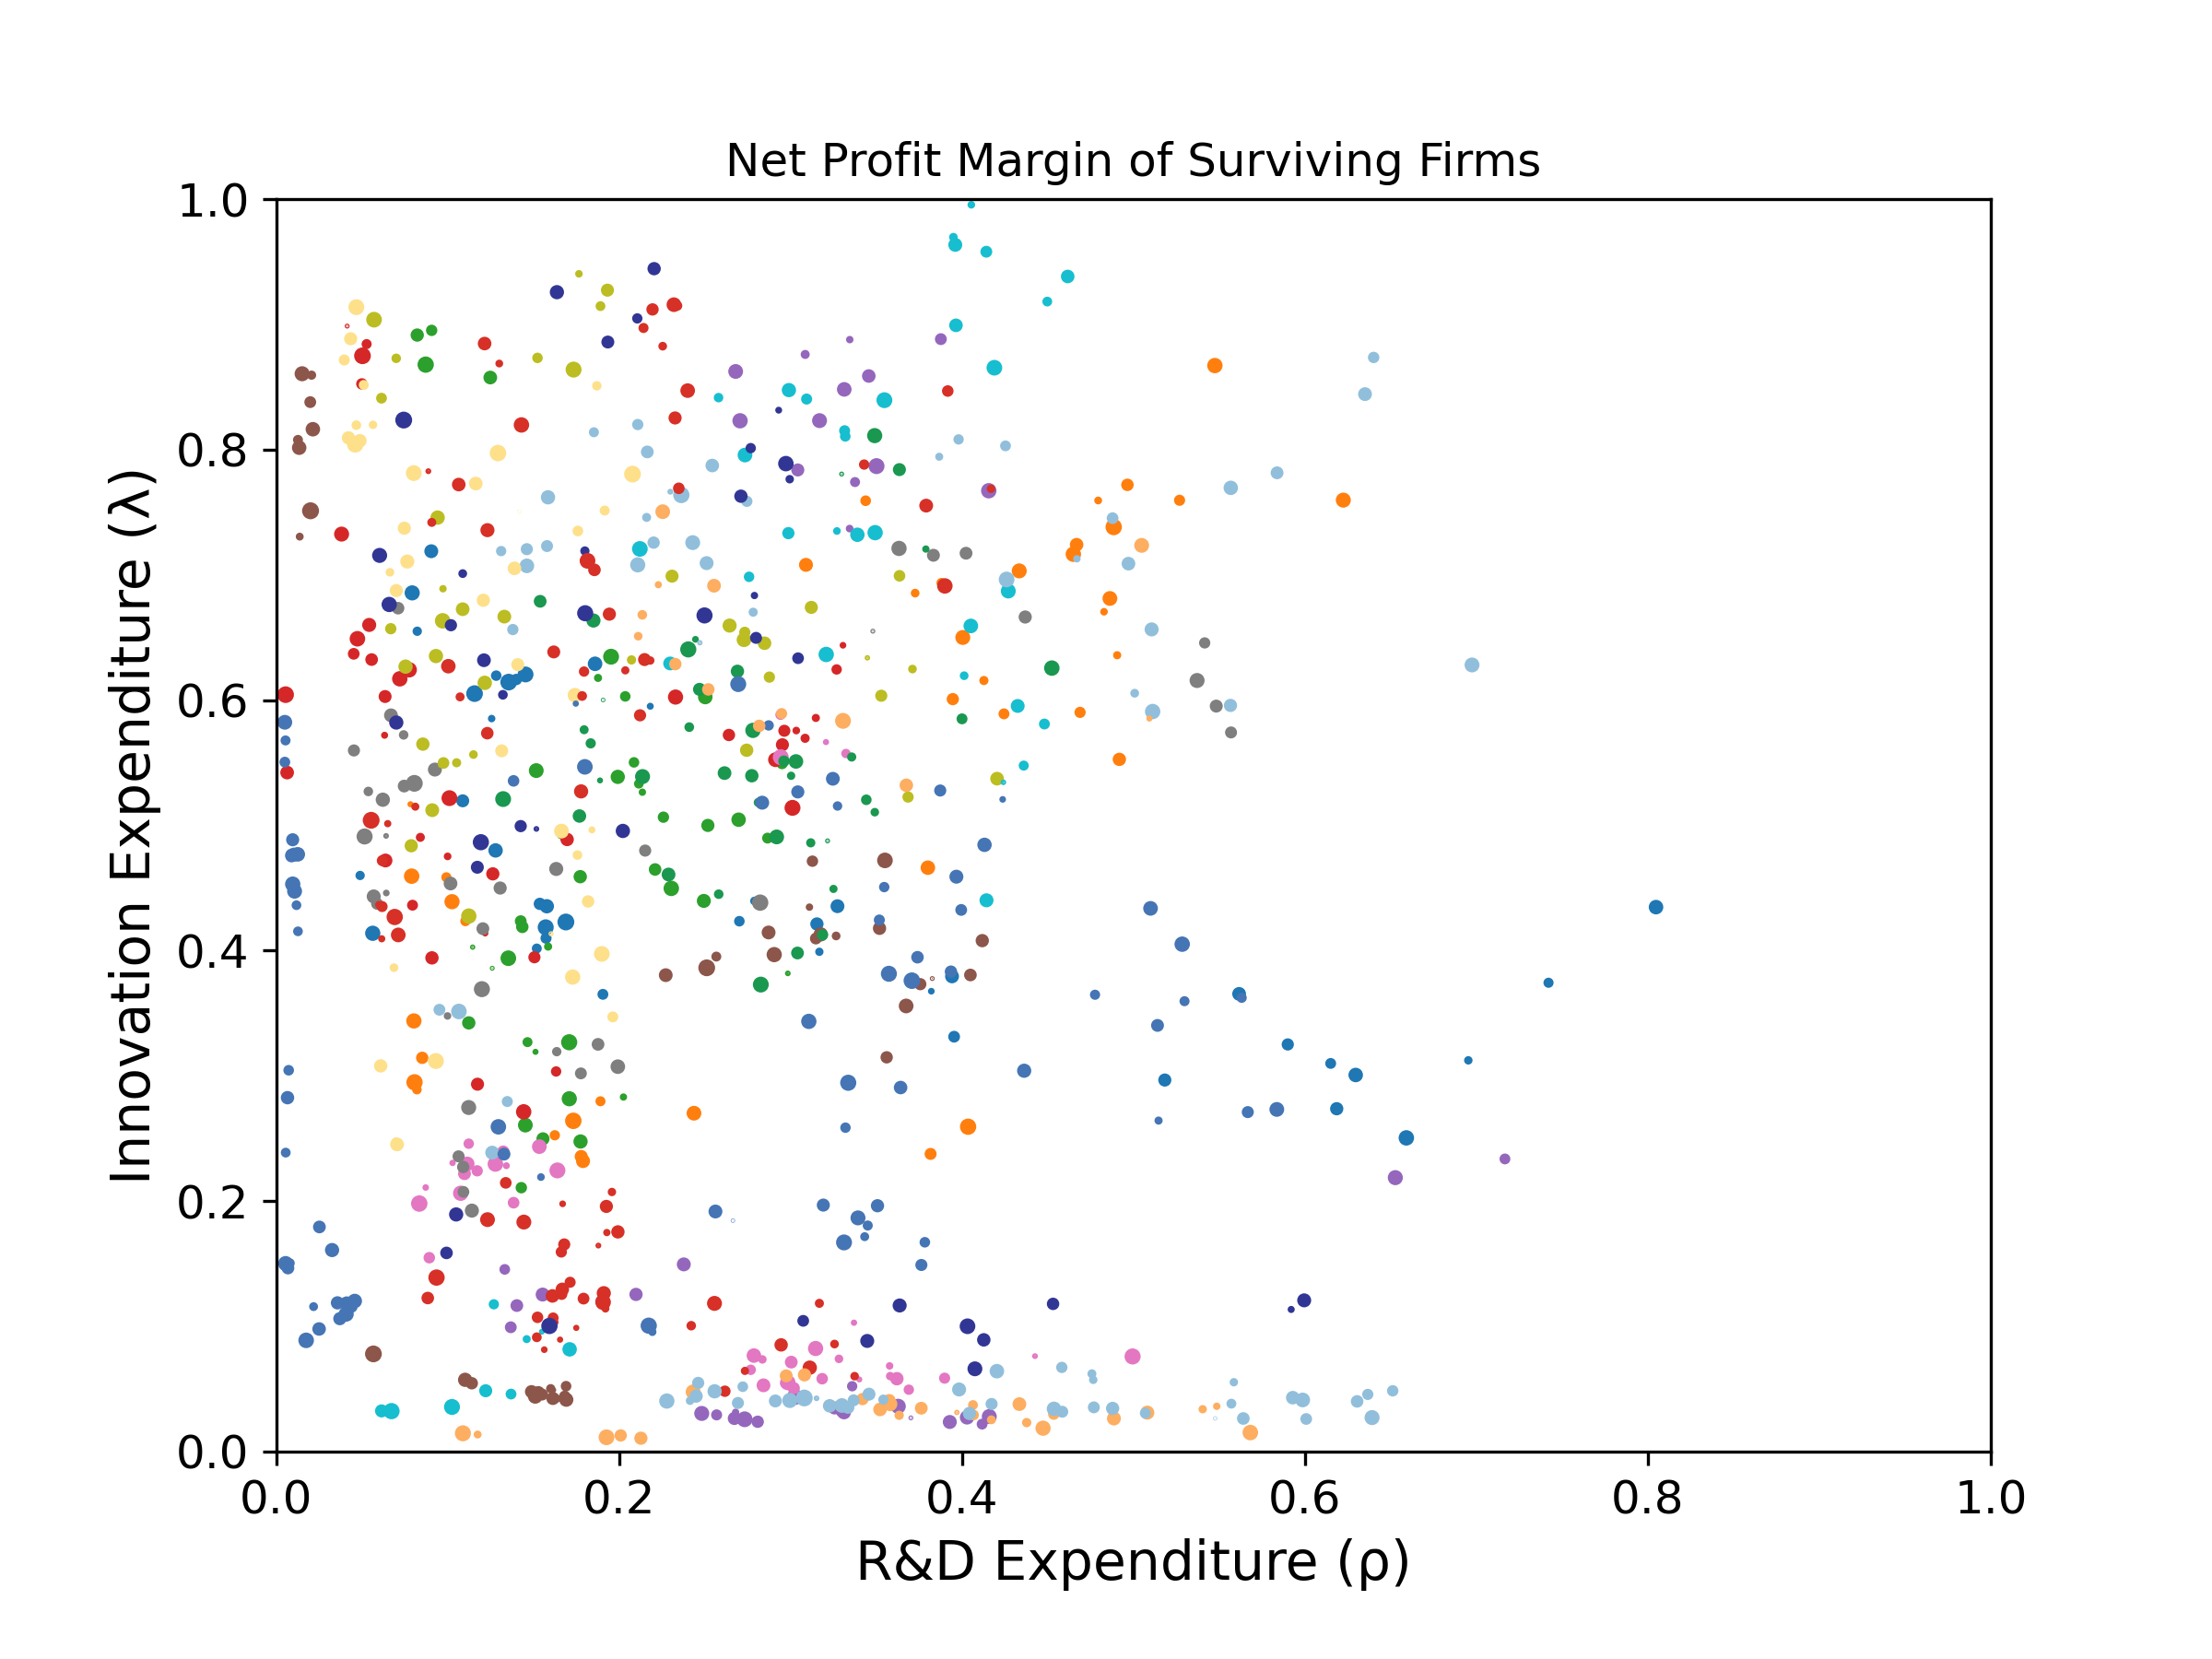 Net Profit Margin of Surviving Firms
1.0
0.8
0.6
0.4
0.2
0.0
Innovation Expenditure (λ)
0.0 0.2 0.4 0.6 0.8 1.0
R&D Expenditure (ρ)